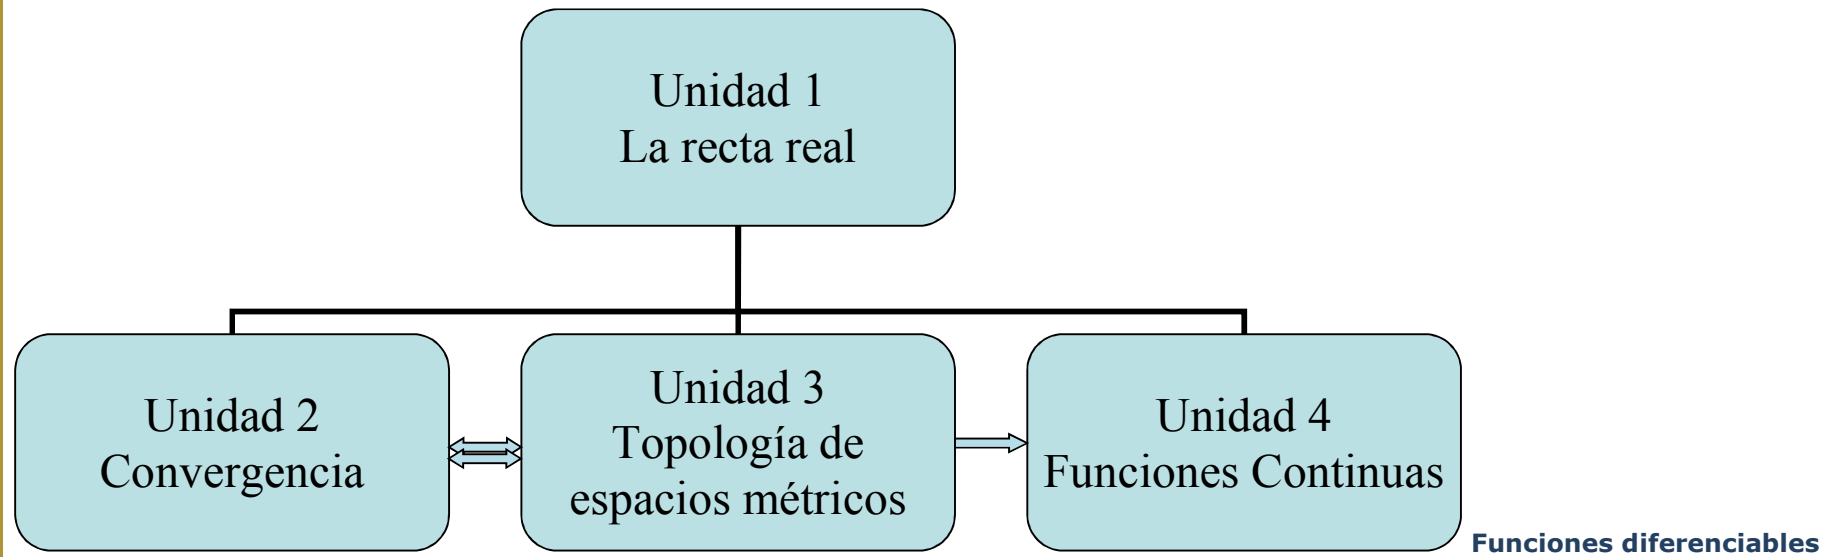 Unidad 1
La recta real
Unidad 2
Convergencia
Unidad 3
Topología de
espacios métricos
Unidad 4
Funciones Continuas
Funciones diferenciables